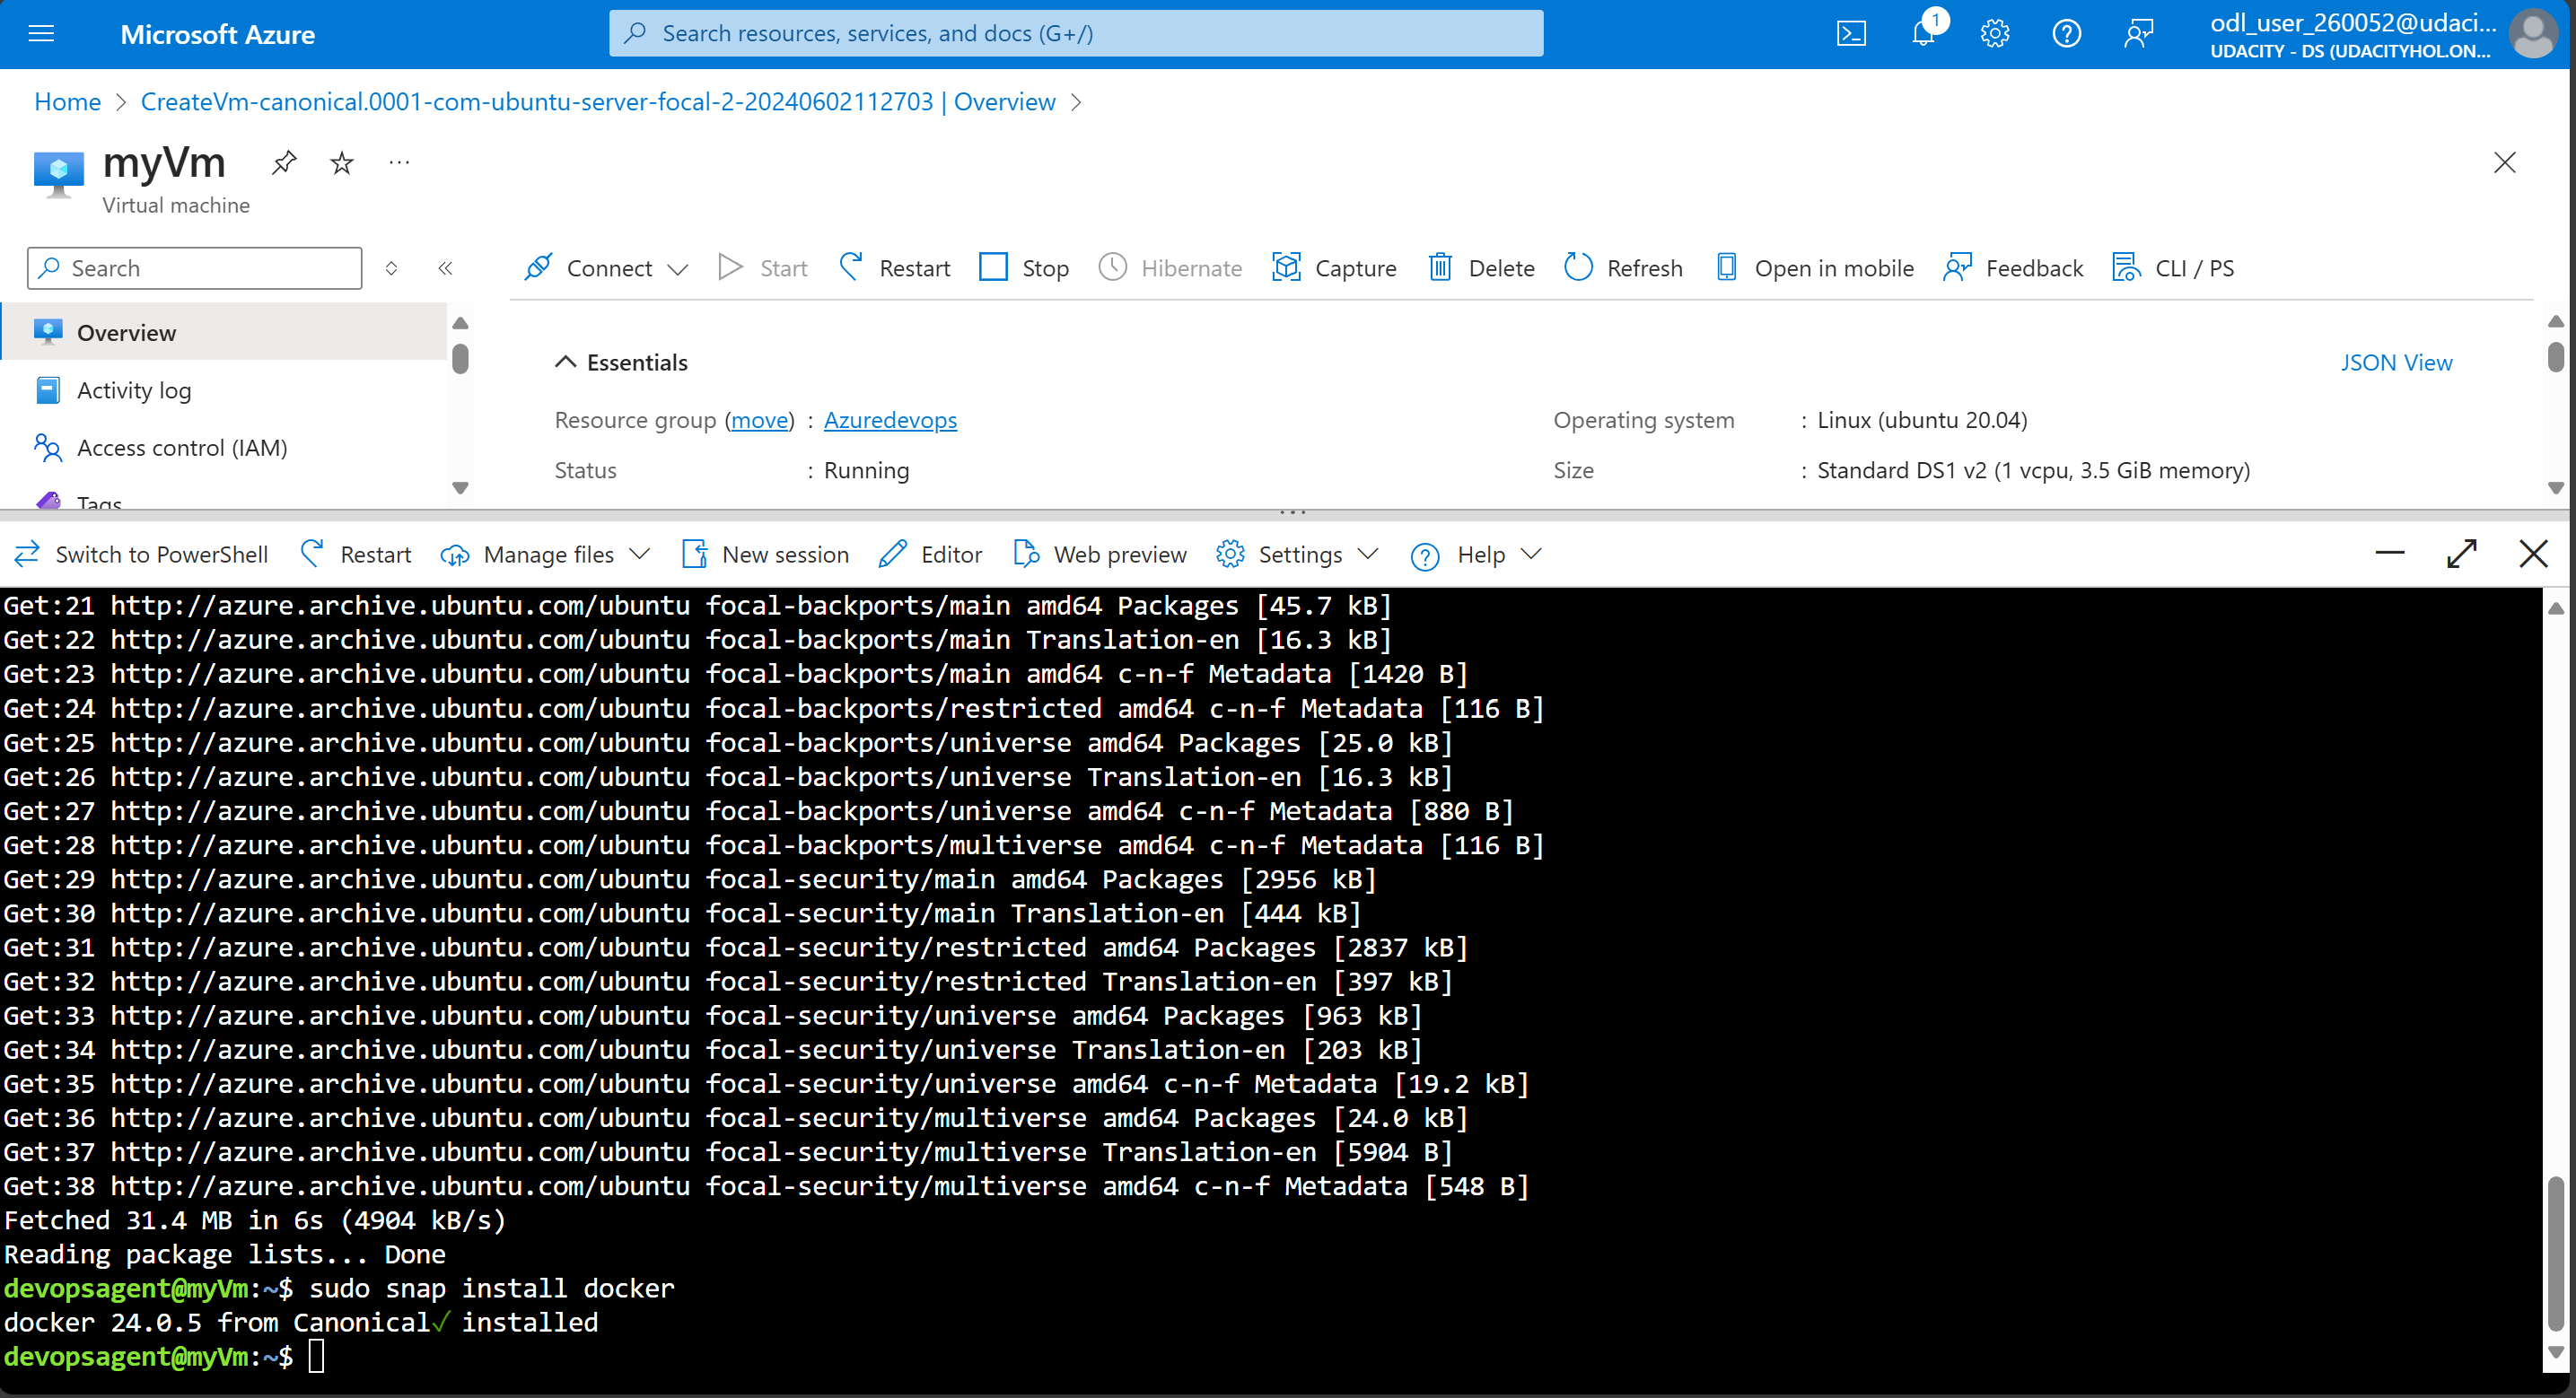 Microsoft Azure
Search resources, services, and docs (G+/)
1
odl_user_260052@udaci...
UDACITY - DS (UDACITYHOL.ON...
Home > CreateVm-canonical.0001-com-ubuntu-server-focal-2-20240602112703 | Overview >
myVm
Virtual machine
Search
Connect Start Restart Stop Hibernate Capture Delete Refresh Open in mobile Feedback CLI / PS
Overview
Activity log
Access control (IAM)
Tags
Essentials
JSON View
Resource group (move) : Azuredevops
Operating system : Linux (ubuntu 20.04)
Status : Running
Size : Standard DS1 v2 (1 vcpu, 3.5 GiB memory)
Switch to PowerShell Restart Manage files New session Editor Web preview Settings Help
Get:21 http://azure.archive.ubuntu.com/ubuntu focal-backports/main amd64 Packages [45.7 kB]
Get:22 http://azure.archive.ubuntu.com/ubuntu focal-backports/main Translation-en [16.3 kB]
Get:23 http://azure.archive.ubuntu.com/ubuntu focal-backports/main amd64 c-n-f Metadata [1420 B]
Get:24 http://azure.archive.ubuntu.com/ubuntu focal-backports/restricted amd64 c-n-f Metadata [116 B]
Get:25 http://azure.archive.ubuntu.com/ubuntu focal-backports/universe amd64 Packages [25.0 kB]
Get:26 http://azure.archive.ubuntu.com/ubuntu focal-backports/universe Translation-en [16.3 kB]
Get:27 http://azure.archive.ubuntu.com/ubuntu focal-backports/universe amd64 c-n-f Metadata [880 B]
Get:28 http://azure.archive.ubuntu.com/ubuntu focal-backports/multiverse amd64 c-n-f Metadata [116 B]
Get:29 http://azure.archive.ubuntu.com/ubuntu focal-security/main amd64 Packages [2956 kB]
Get:30 http://azure.archive.ubuntu.com/ubuntu focal-security/main Translation-en [444 kB]
Get:31 http://azure.archive.ubuntu.com/ubuntu focal-security/restricted amd64 Packages [2837 kB]
Get:32 http://azure.archive.ubuntu.com/ubuntu focal-security/restricted Translation-en [397 kB]
Get:33 http://azure.archive.ubuntu.com/ubuntu focal-security/universe amd64 Packages [963 kB]
Get:34 http://azure.archive.ubuntu.com/ubuntu focal-security/universe Translation-en [203 kB]
Get:35 http://azure.archive.ubuntu.com/ubuntu focal-security/universe amd64 c-n-f Metadata [19.2 kB]
Get:36 http://azure.archive.ubuntu.com/ubuntu focal-security/multiverse amd64 Packages [24.0 kB]
Get:37 http://azure.archive.ubuntu.com/ubuntu focal-security/multiverse Translation-en [5904 B]
Get:38 http://azure.archive.ubuntu.com/ubuntu focal-security/multiverse amd64 c-n-f Metadata [548 B]
Fetched 31.4 MB in 6s (4904 kB/s)
Reading package lists... Done
devopsagent@myVm:~$ sudo snap install docker
docker 24.0.5 from Canonical✓ installed
devopsagent@myVm:~$